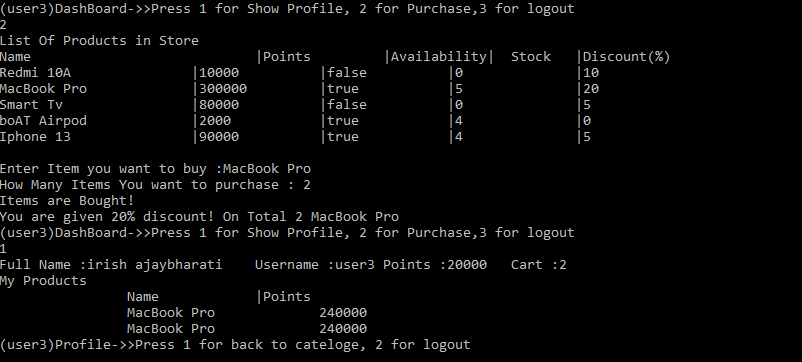 (user3)DashBoard->>Press 1 for Show Profile, 2 for Purchase,3 for logout
2
List Of Products in Store
Name |Points |Availability| Stock |Discount(%)
Redmi 10A |10000 |false |0 |10
MacBook Pro |300000 |true |5 |20
Smart Tv |80000 |false |0 |5
boAT Airpod |2000 |true |4 |0
Iphone 13 |90000 |true |4 |5
Enter Item you want to buy :MacBook Pro
How Many Items You want to purchase : 2
Items are Bought!
You are given 20% discount! On Total 2 MacBook Pro
(user3)DashBoard->>Press 1 for Show Profile, 2 for Purchase,3 for logout
1
Full Name :irish ajaybharati Username :user3 Points :20000 Cart :2
My Products
Name |Points
MacBook Pro 240000
MacBook Pro 240000
(user3)Profile->>Press 1 for back to cateloge, 2 for logout